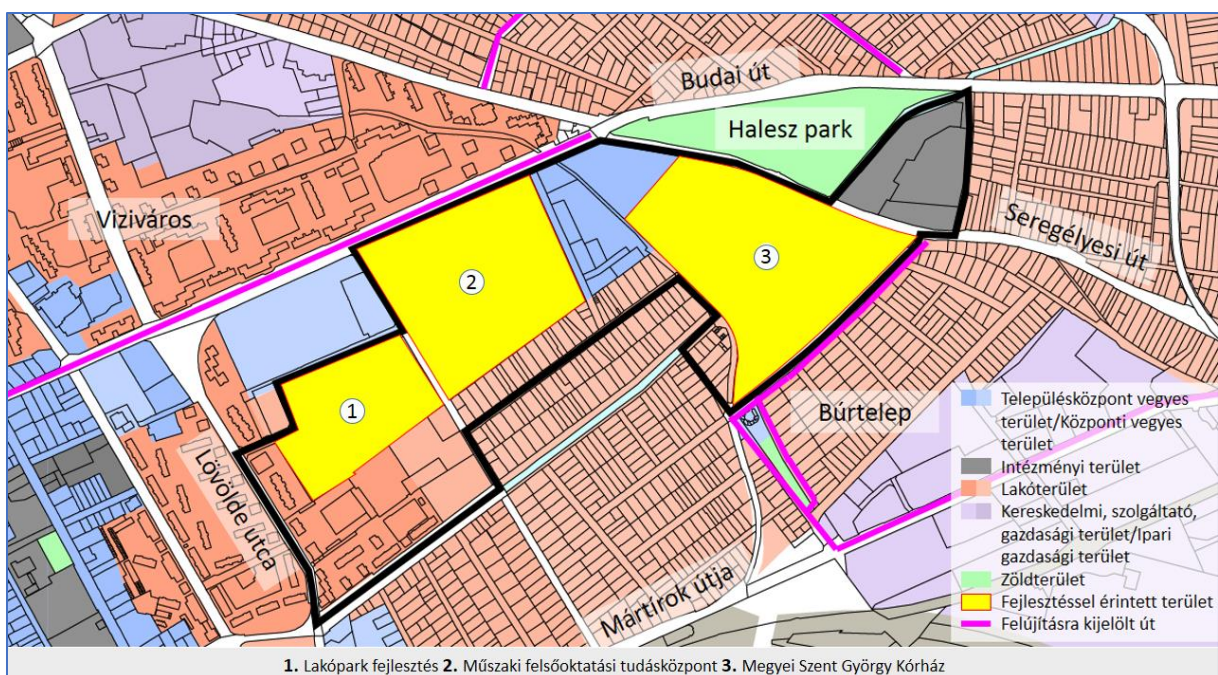 Budai út
Halesz park
Víziváros
Seregélyesi út
2
3
1
Búrtelep
Lövölde utca
Mártírok útja
Településközpont vegyes
terület/Központi vegyes
terület
Intézményi terület
Lakóterület
Kereskedelmi, szolgáltató,
gazdasági terület/Ipari
gazdasági terület
Zöldterület
Fejlesztéssel érintett terület
Felújításra kijelölt út
1. Lakópark fejlesztés 2. Műszaki felsőoktatási tudásközpont 3. Megyei Szent György Kórház